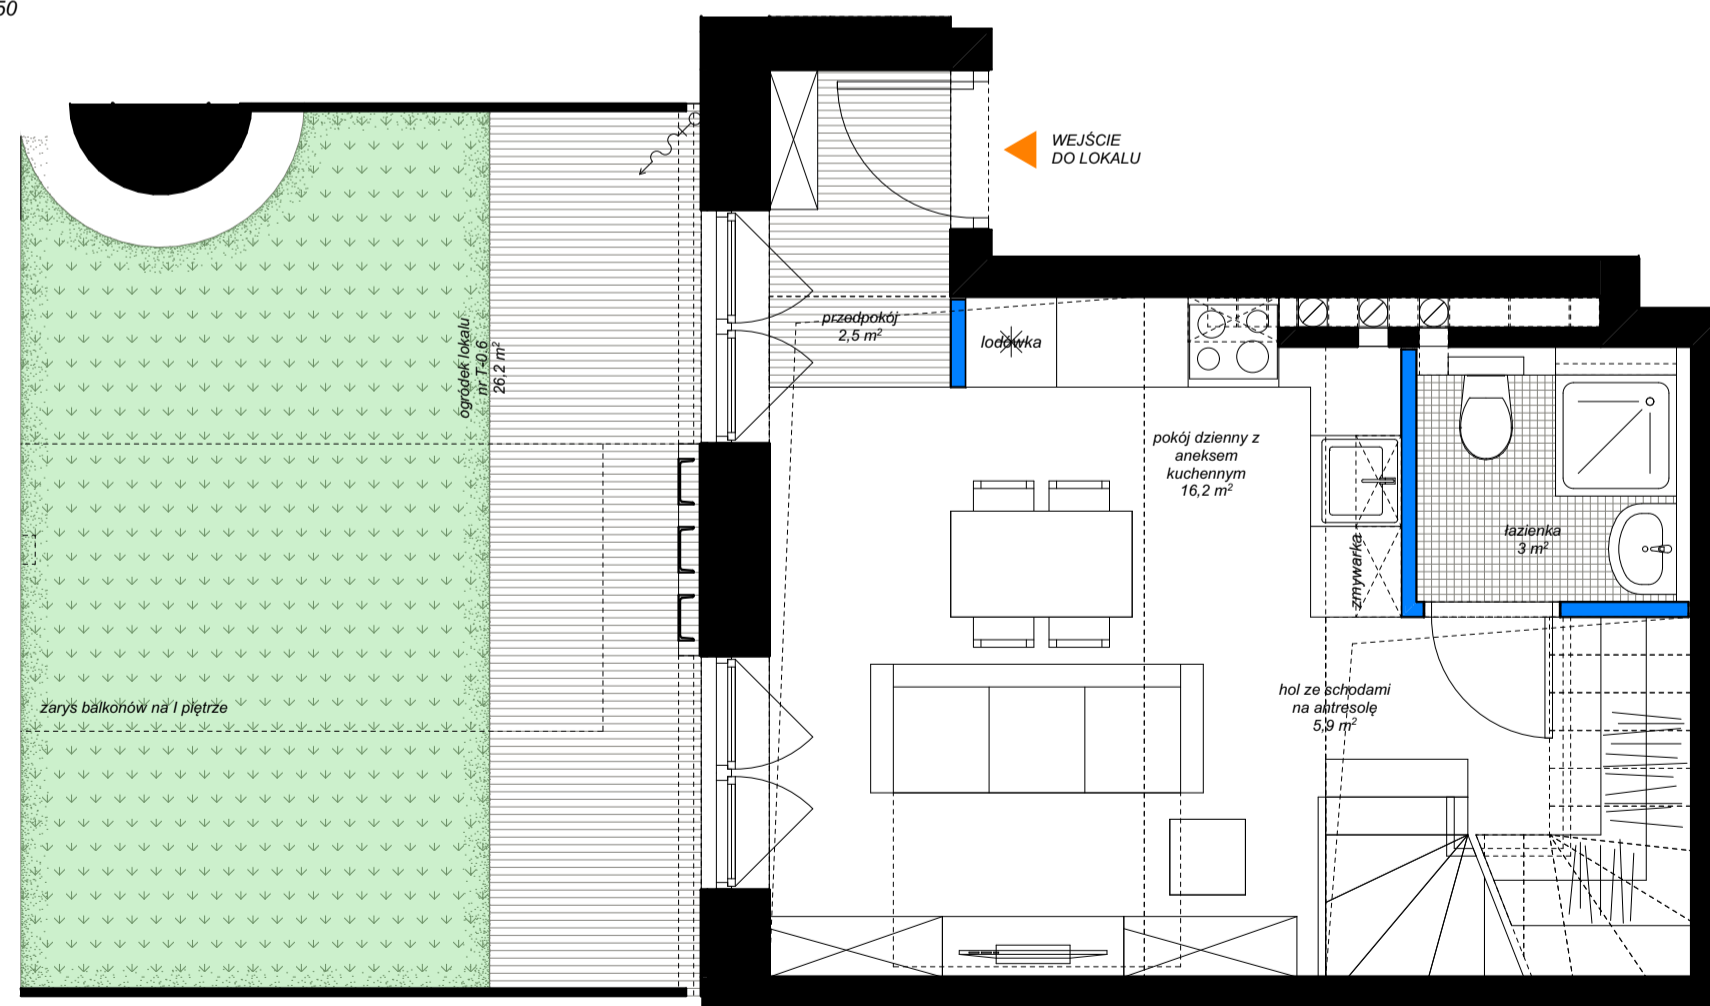 50
WEJŚCIE
DO LOKALU
przedpokój
2,5 m²
lodówka
ogródek lokalu
nr T-0.6
26,2 m²
pokój dzienny z
aneksem
kuchennym
16,2 m²
łazienka
3 m²
zmywarka
hol ze schodami
na antresolę
5,9 m²
zarys balkonów na I piętrze